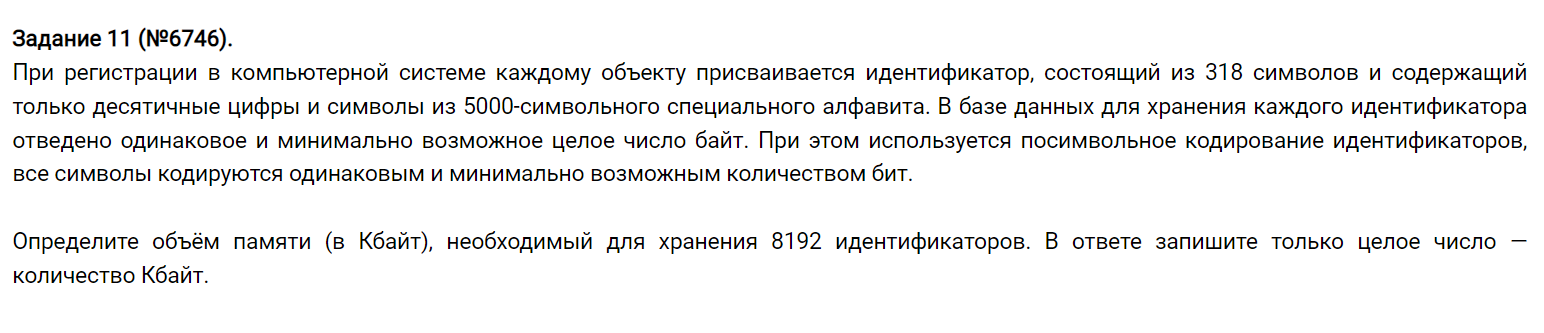 Задание 11 (№6746).
При регистрации в компьютерной системе каждому объекту присваивается идентификатор, состоящий из 318 символов и содержащий
только десятичные цифры и символы из 5000-символьного специального алфавита. В базе данных для хранения каждого идентификатора
отведено одинаковое и минимально возможное целое число байт. При этом используется посимвольное кодирование идентификаторов,
все символы кодируются одинаковым и минимально возможным количеством бит.
Определите объём памяти (в Кбайт), необходимый для хранения 8192 идентификаторов. В ответе запишите только целое число —
количество Кбайт.